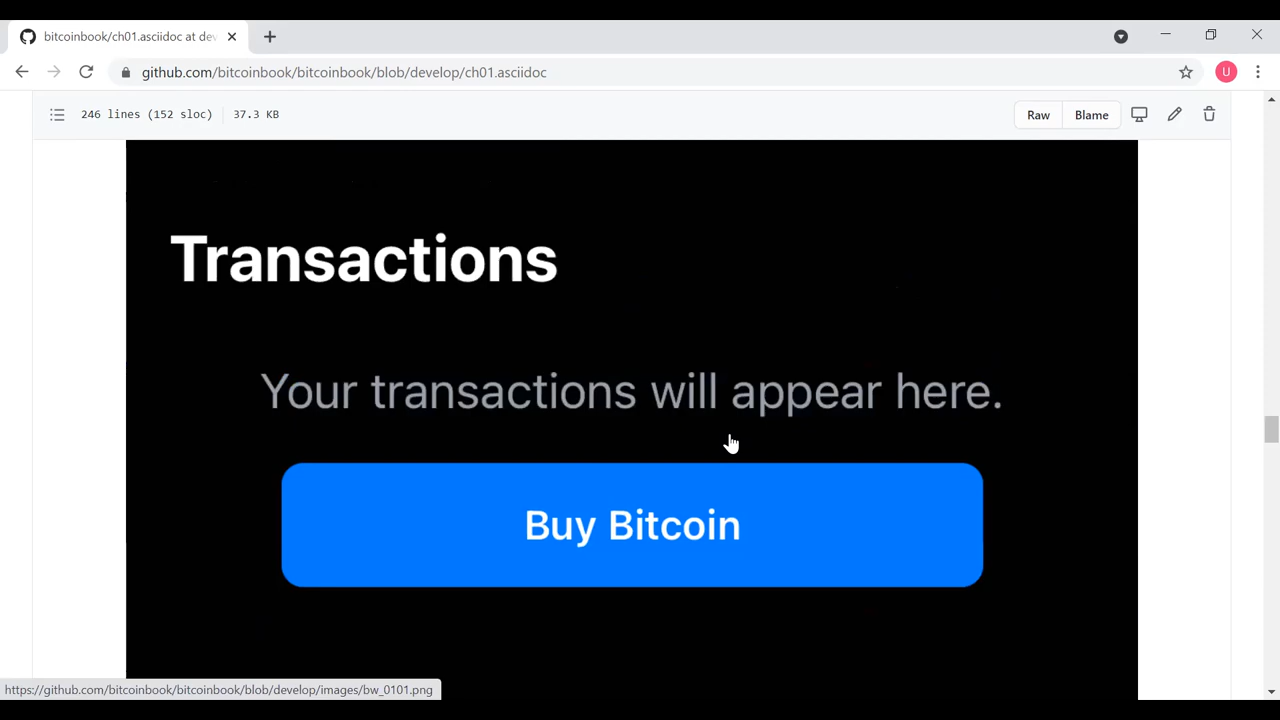 bitcoinbook/ch01.asciidoc at dev
github.com/bitcoinbook/bitcoinbook/blob/develop/ch01.asciidoc
U
246 lines (152 sloc) 37.3 KB
Raw Blame
Transactions
Your transactions will appear here.
Buy Bitcoin
https://github.com/bitcoinbook/bitcoinbook/blob/develop/images/bw_0101.png